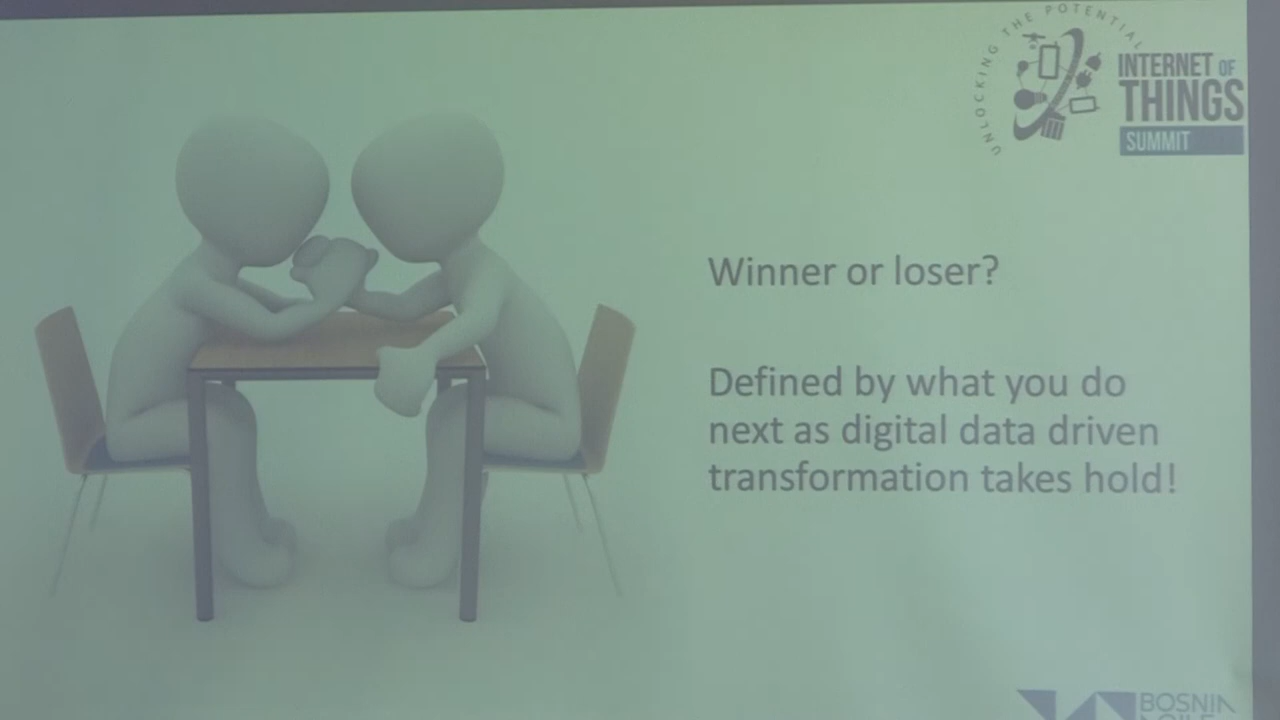 UNLOCKING THE POTENTIAL
INTERNET OF
THINGS
SUMMIT
Winner or loser?
Defined by what you do
next as digital data driven
transformation takes hold!
BOSNIA